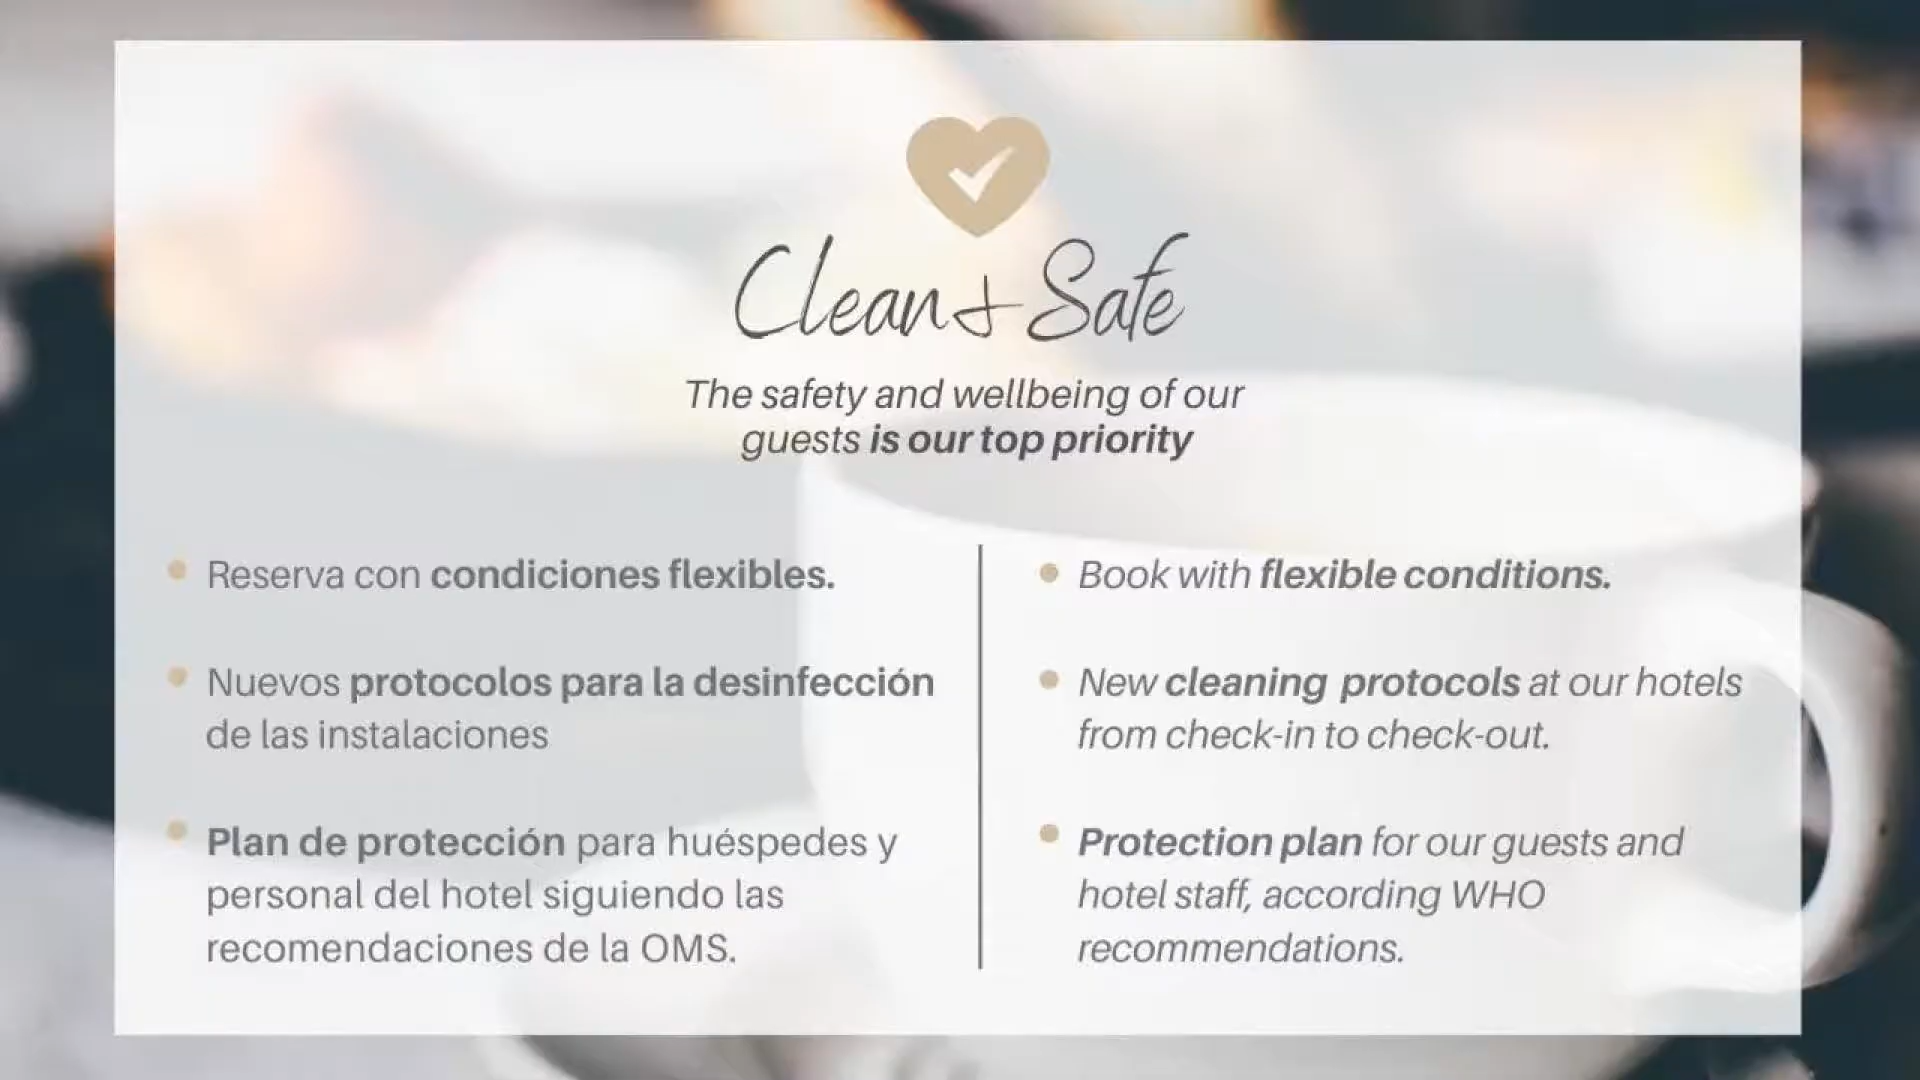 Clean + Safe
The safety and wellbeing of our
guests is our top priority
Reserva con condiciones flexibles.
Nuevos protocolos para la desinfección
de las instalaciones
Plan de protección para huéspedes y
personal del hotel siguiendo las
recomendaciones de la OMS.
Book with flexible conditions.
New cleaning protocols at our hotels
from check-in to check-out.
Protection plan for our guests and
hotel staff, according WHO
recommendations.